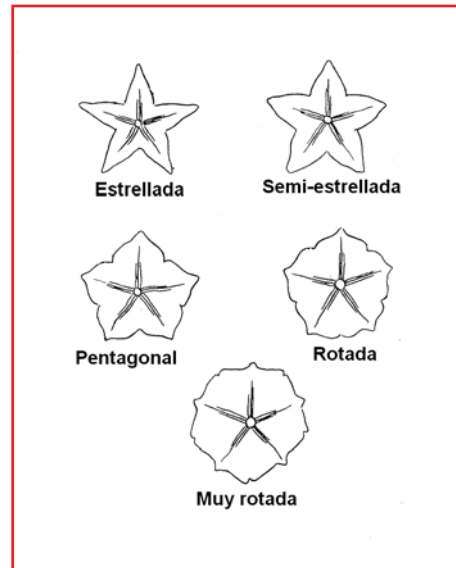 Estrellada
Semi-estrellada
Pentagonal
Rotada
Muy rotada